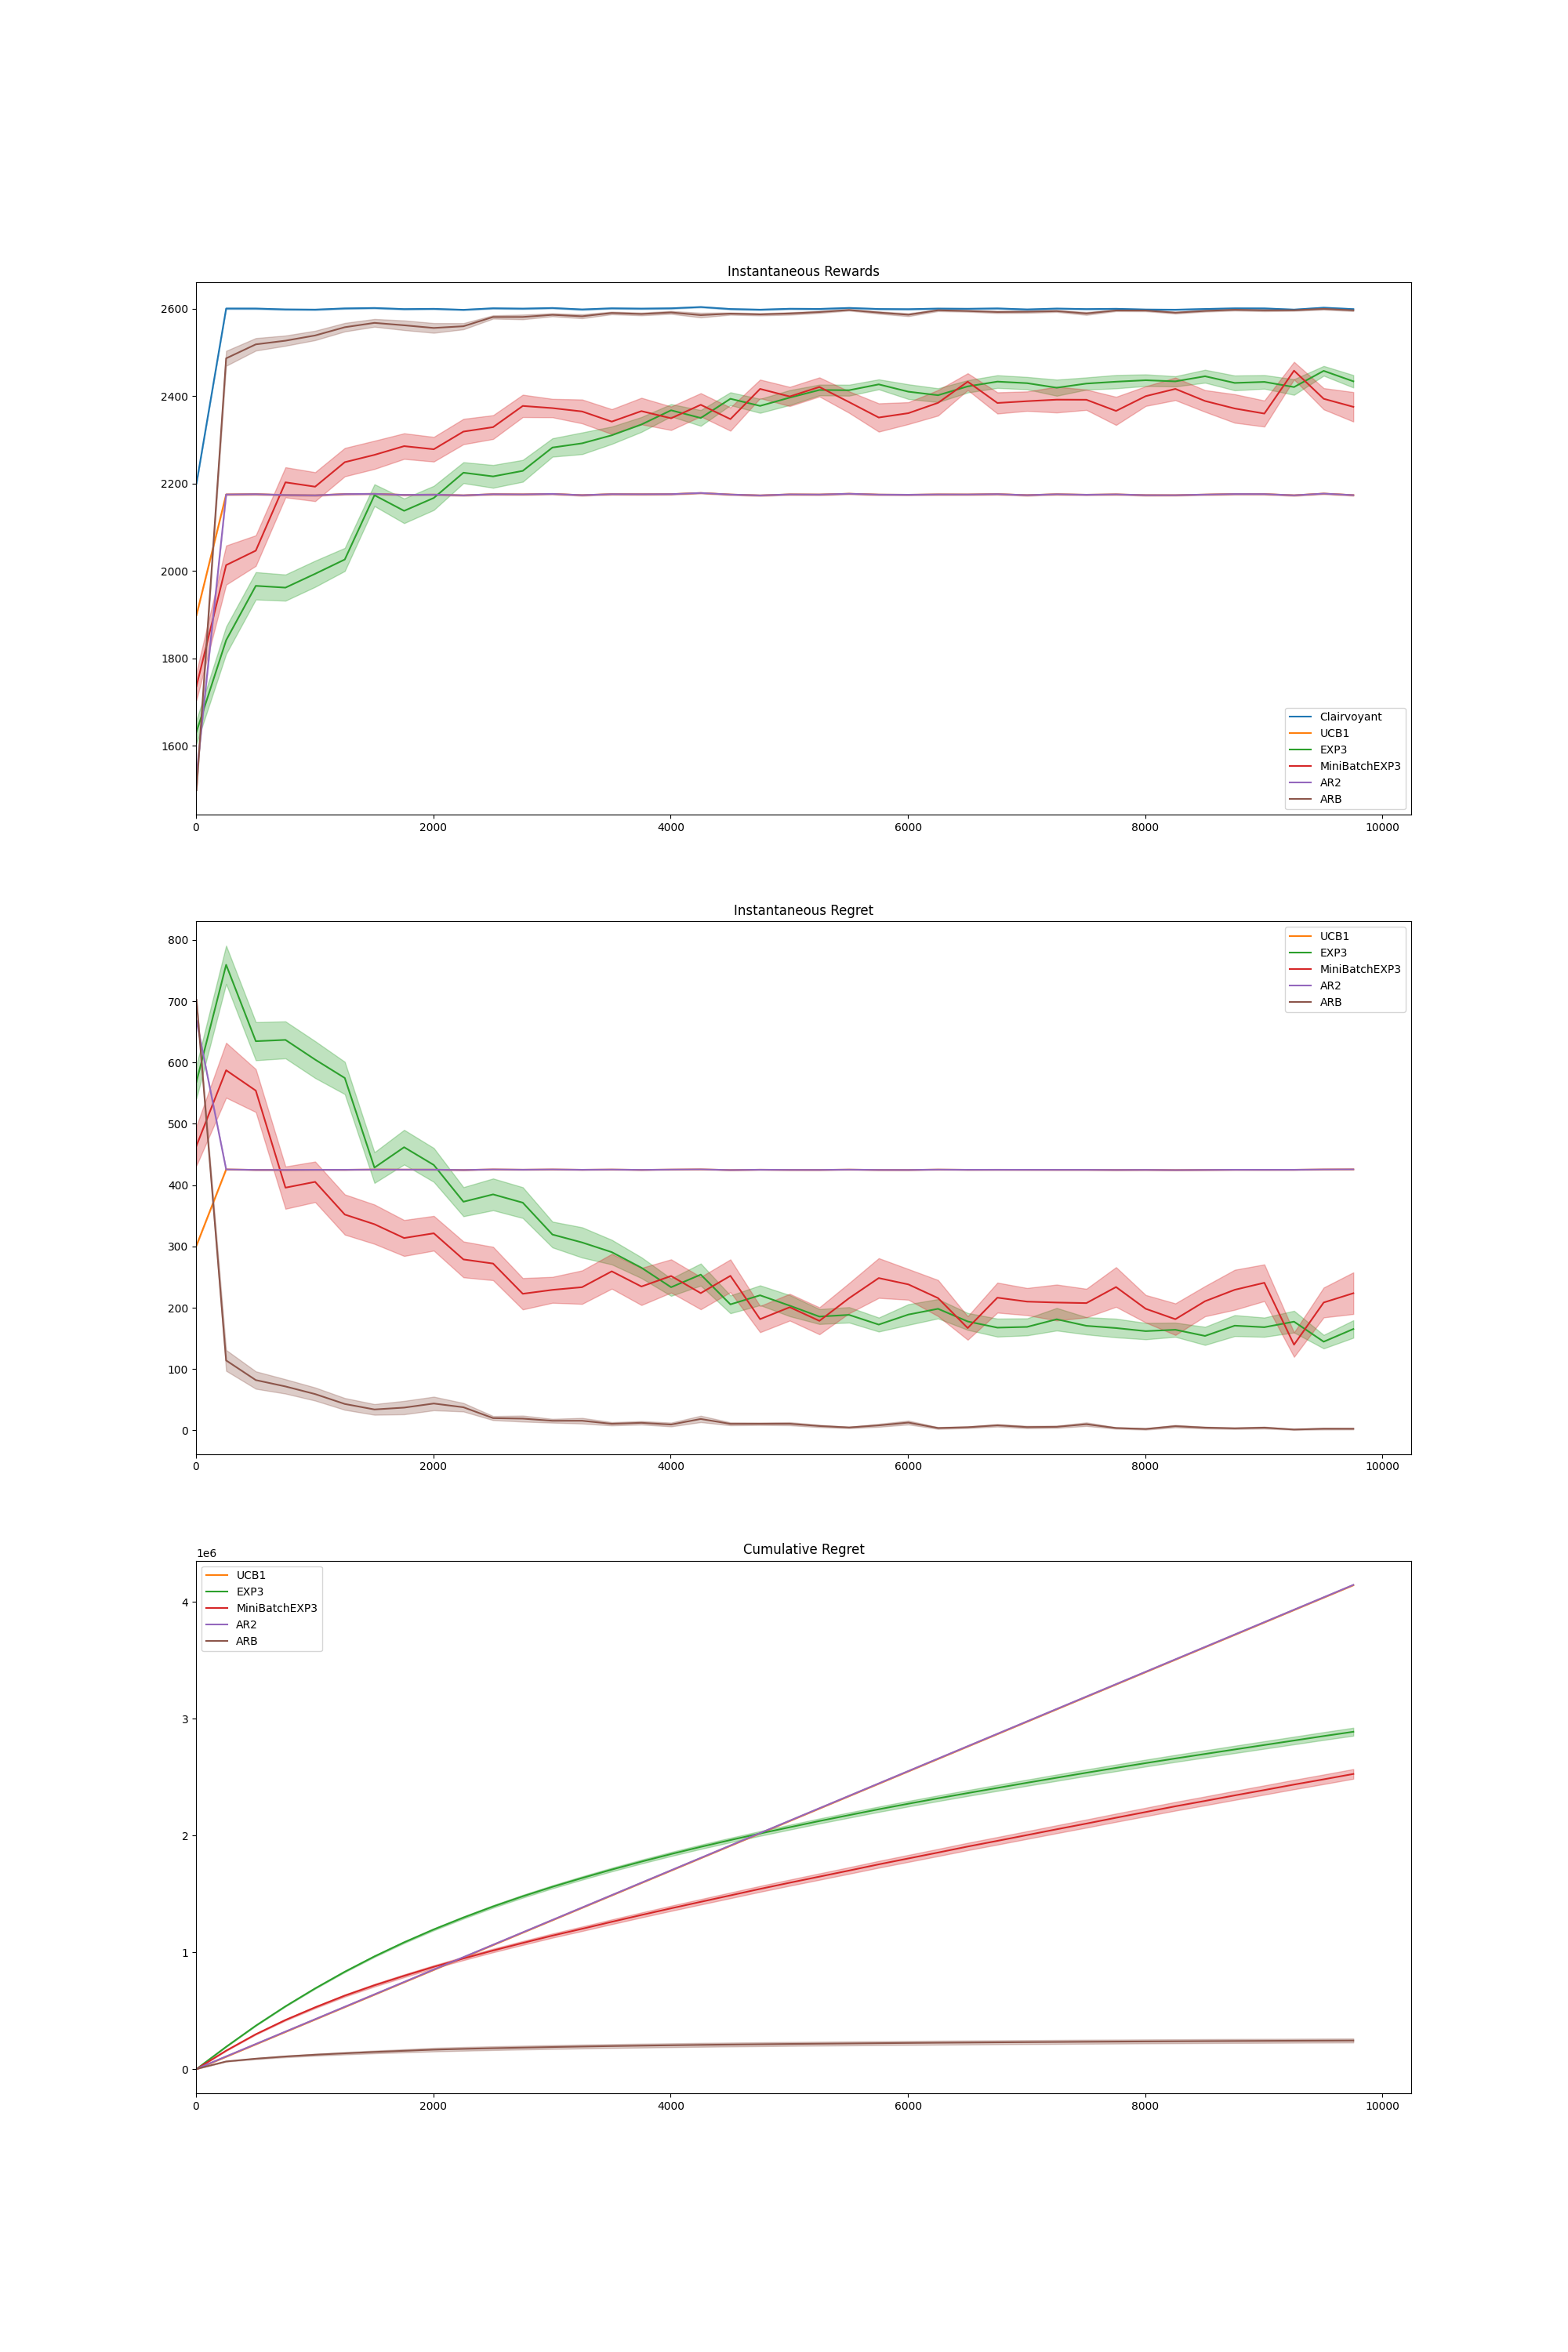 Instantaneous Rewards
2600
2400
2200
2000
1800
1600
Clairvoyant
UCB1
EXP3
MiniBatchEXP3
AR2
ARB
0 2000 4000 6000 8000 10000
Instantaneous Regret
800
700
600
500
400
300
200
100
0
UCB1
EXP3
MiniBatchEXP3
AR2
ARB
0 2000 4000 6000 8000 10000
Cumulative Regret
1e6
4
3
2
1
0
UCB1
EXP3
MiniBatchEXP3
AR2
ARB
0 2000 4000 6000 8000 10000